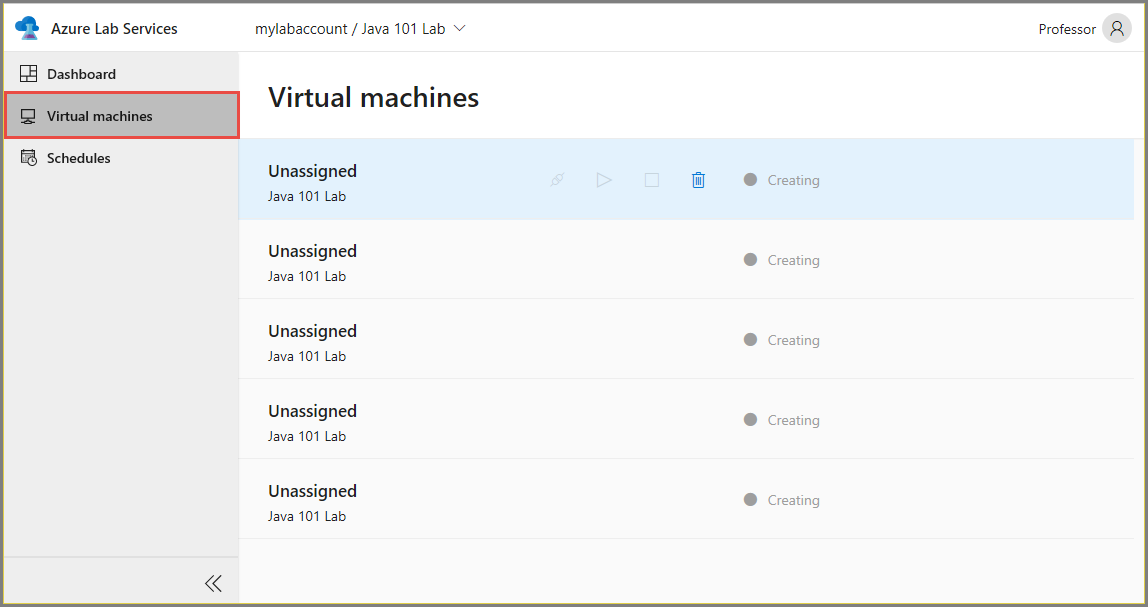 Azure Lab Services
mylabaccount / Java 101 Lab
Professor
Dashboard
Virtual machines
Schedules
Virtual machines
Unassigned
Java 101 Lab
Creating
Unassigned
Java 101 Lab
Creating
Unassigned
Java 101 Lab
Creating
Unassigned
Java 101 Lab
Creating
Unassigned
Java 101 Lab
Creating